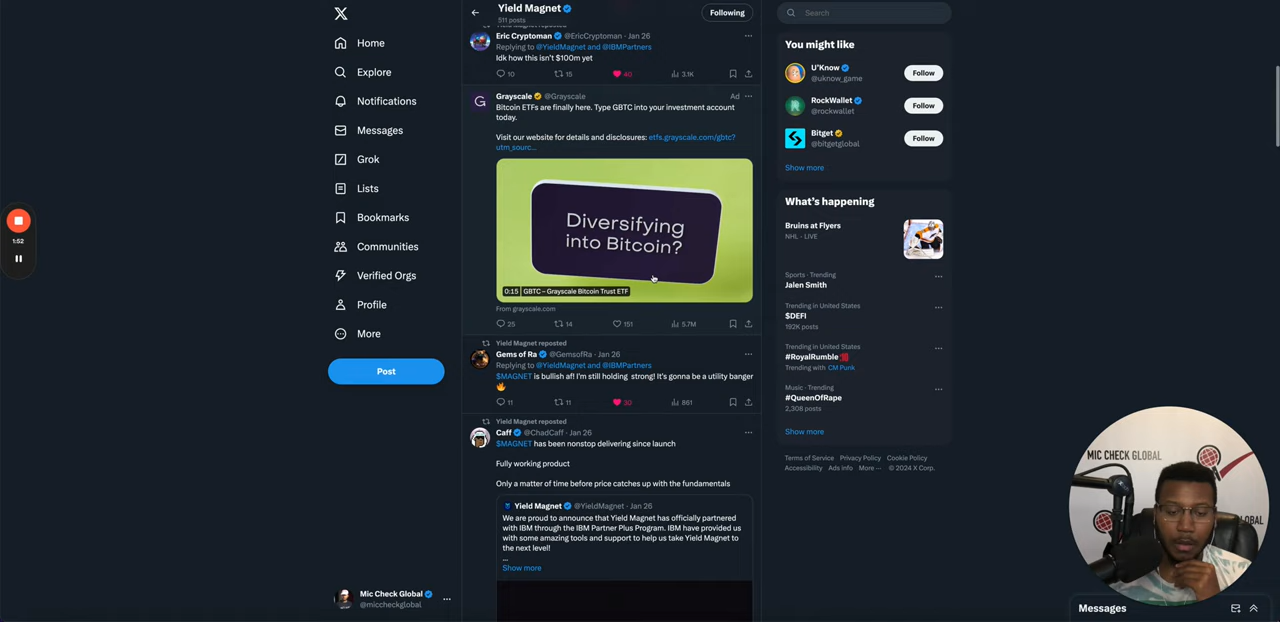 Yield Magnet
511 posts
Following
Search
Home
Explore
Notifications
Messages
Grok
Lists
Bookmarks
Communities
Verified Orgs
Profile
More
Post
1:52
Mic Check Global
@miccheckglobal
Yield Magnet reposted
Eric Cryptoman @EricCryptoman · Jan 26
Replying to @YieldMagnet and @IBMPartners
Idk how this isn't $100m yet
10 15 40 3.1K
Grayscale @Grayscale Ad
Bitcoin ETFs are finally here. Type GBTC into your investment account
today.
Visit our website for details and disclosures: etfs.grayscale.com/gbtc?
utm_sourc...
Diversifying
into Bitcoin?
0:15 GBTC – Grayscale Bitcoin Trust ETF
From grayscale.com
25 14 151 5.7M
Yield Magnet reposted
Gems of Ra @GemsofRa · Jan 26
Replying to @YieldMagnet and @IBMPartners
$MAGNET is bullish af! I'm still holding strong! It's gonna be a utility banger
11 11 30 861
Yield Magnet reposted
Caff @ChadCaff · Jan 26
$MAGNET has been nonstop delivering since launch
Fully working product
Only a matter of time before price catches up with the fundamentals
Yield Magnet @YieldMagnet · Jan 26
We are proud to announce that Yield Magnet has officially partnered
with IBM through the IBM Partner Plus Program. IBM have provided us
with some amazing tools and support to help us take Yield Magnet to
the next level!
...
Show more
You might like
U'Know
@uknow_game
Follow
RockWallet
@rockwallet
Follow
Bitget
@bitgetglobal
Follow
Show more
What's happening
Bruins at Flyers
NHL · LIVE
Sports · Trending
Jalen Smith
Trending in United States
$DEFI
192K posts
Trending in United States
#RoyalRumble
Trending with CM Punk
Music · Trending
#QueenOfRape
2,308 posts
Show more
Terms of Service Privacy Policy Cookie Policy
Accessibility Ads info More ··· © 2024 X Corp.
MIC CHECK GLOBAL
Messages